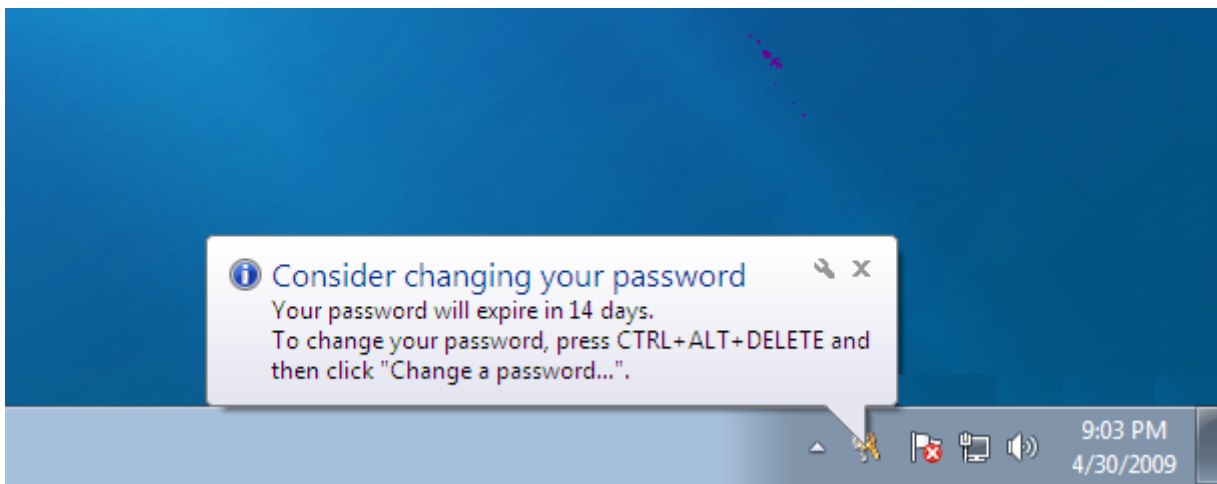 Consider changing your password
Your password will expire in 14 days.
To change your password, press CTRL+ALT+DELETE and
then click "Change a password...".
9:03 PM
4/30/2009